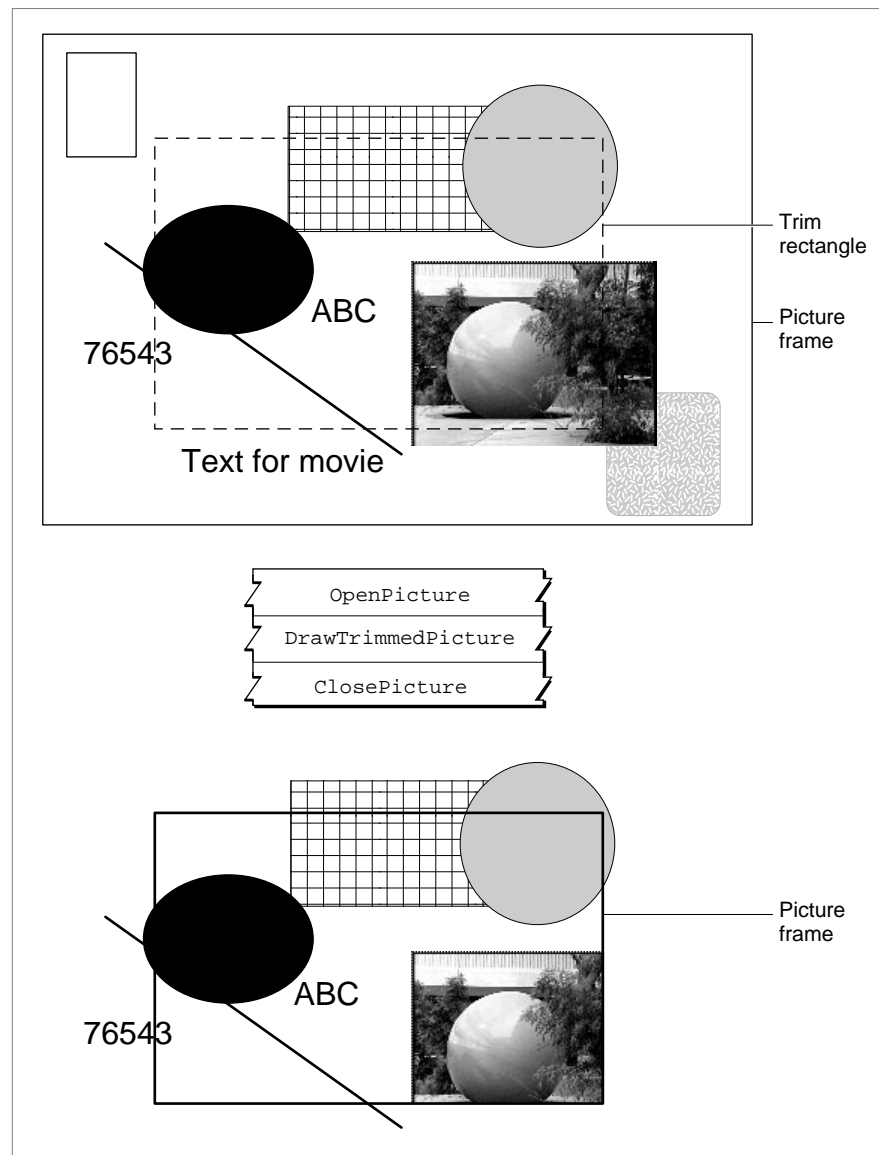 Trim
rectangle
ABC
Picture
frame
76543
Text for movie
OpenPicture
DrawTrimmedPicture
ClosePicture
Picture
frame
ABC
76543